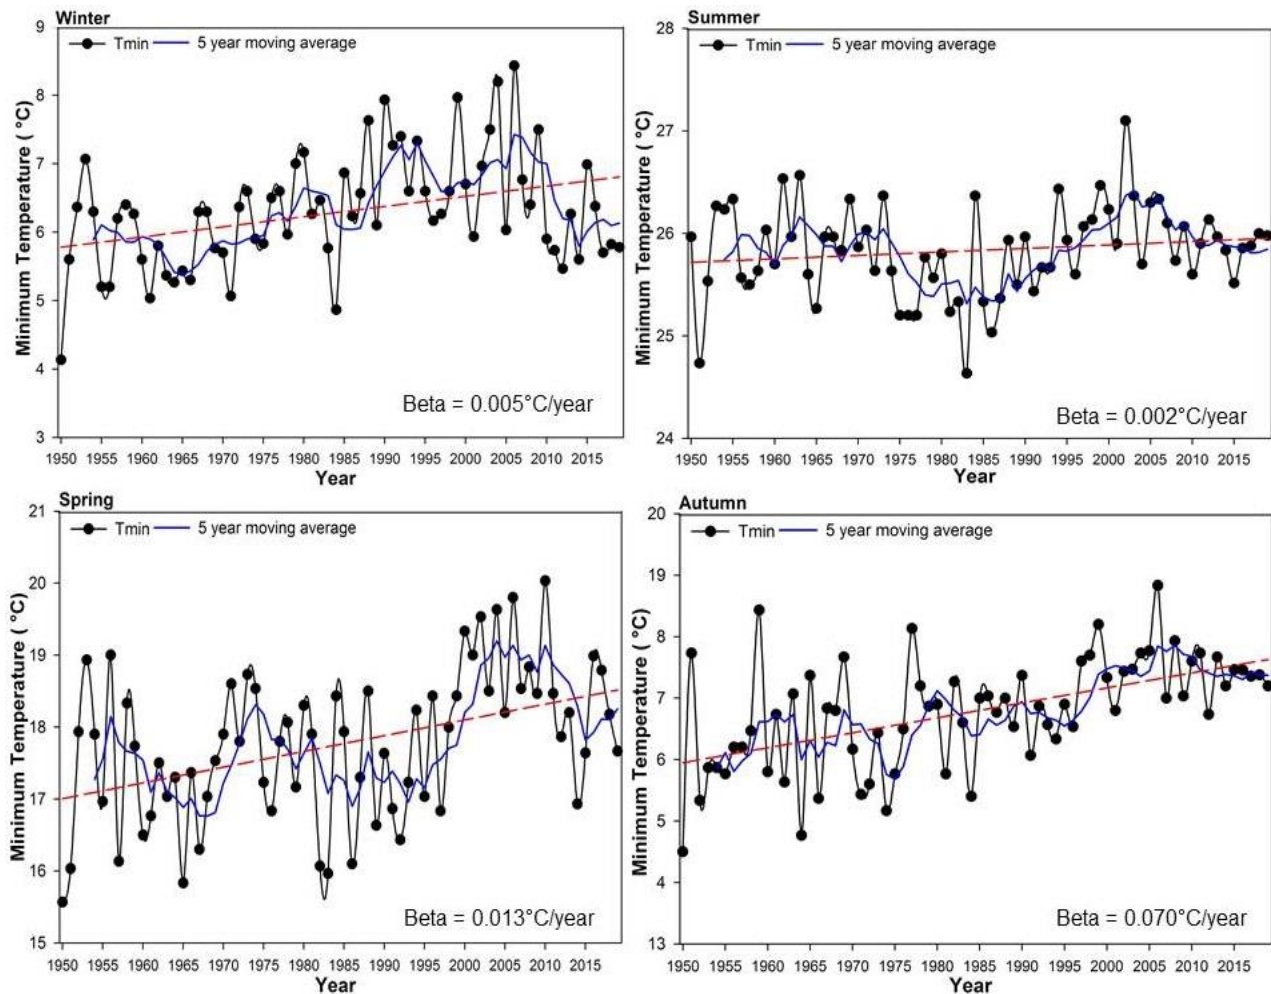 Winter
Tmin 5 year moving average
9
8
7
6
5
4
3
Minimum Temperature ( °C)
Beta = 0.005°C/year
1950 1955 1960 1965 1970 1975 1980 1985 1990 1995 2000 2005 2010 2015
Year
Summer
Tmin 5 year moving average
28
27
26
25
24
Minimum Temperature ( °C)
Beta = 0.002°C/year
1950 1955 1960 1965 1970 1975 1980 1985 1990 1995 2000 2005 2010 2015
Year
Spring
Tmin 5 year moving average
21
20
19
18
17
16
15
Minimum Temperature ( °C)
Beta = 0.013°C/year
1950 1955 1960 1965 1970 1975 1980 1985 1990 1995 2000 2005 2010 2015
Year
Autumn
Tmin 5 year moving average
20
19
8
7
6
5
4
13
Minimum Temperature ( °C)
Beta = 0.070°C/year
1950 1955 1960 1965 1970 1975 1980 1985 1990 1995 2000 2005 2010 2015
Year